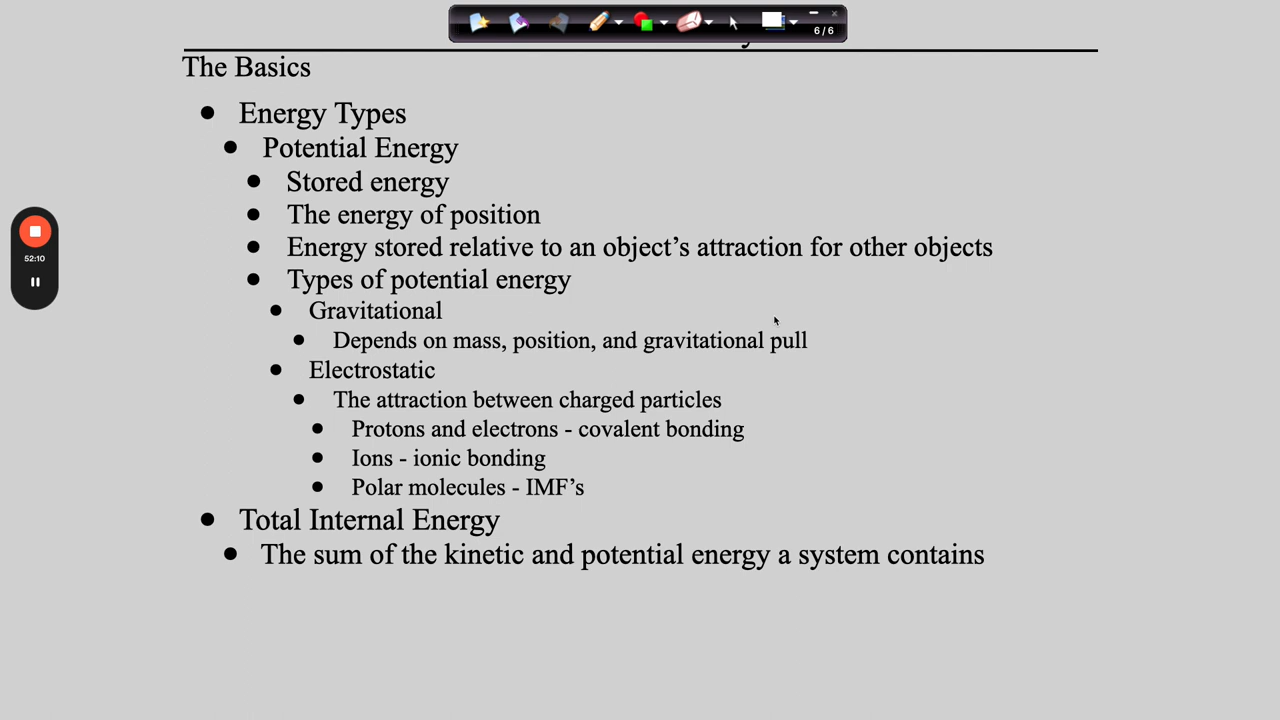 6 / 6
The Basics
• Energy Types
• Potential Energy
• Stored energy
• The energy of position
• Energy stored relative to an object's attraction for other objects
• Types of potential energy
• Gravitational
• Depends on mass, position, and gravitational pull
• Electrostatic
• The attraction between charged particles
• Protons and electrons - covalent bonding
• Ions - ionic bonding
• Polar molecules - IMF's
• Total Internal Energy
• The sum of the kinetic and potential energy a system contains
52:10